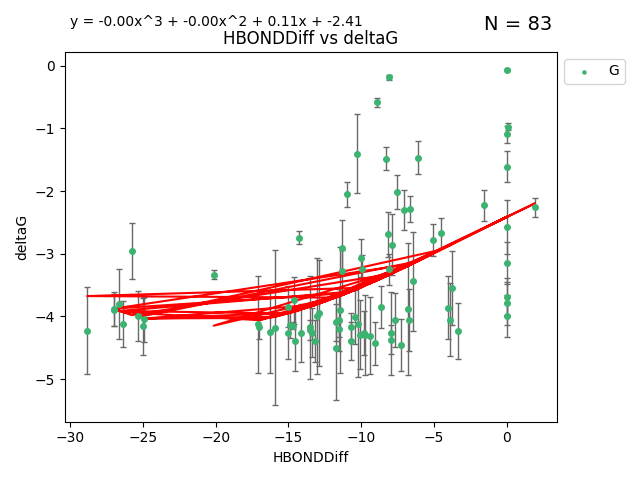 y = -0.00x^3 + -0.00x^2 + 0.11x + -2.41
N = 83
HBONDDiff vs deltaG
G
deltaG
0
−1
−2
−3
−4
−5
−30 −25 −20 −15 −10 −5 0
HBONDDiff